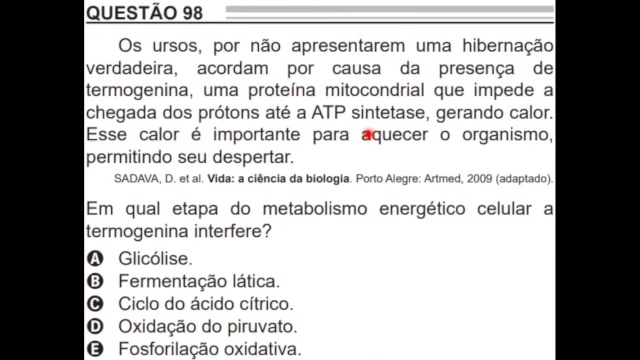 QUESTÃO 98
Os ursos, por não apresentarem uma hibernação
verdadeira, acordam por causa da presença de
termogenina, uma proteína mitocondrial que impede a
chegada dos prótons até a ATP sintetase, gerando calor.
Esse calor é importante para aquecer o organismo,
permitindo seu despertar.
SADAVA, D. et al. Vida: a ciência da biologia. Porto Alegre: Artmed, 2009 (adaptado).
Em qual etapa do metabolismo energético celular a
termogenina interfere?
A Glicólise.
B Fermentação lática.
C Ciclo do ácido cítrico.
D Oxidação do piruvato.
E Fosforilação oxidativa.